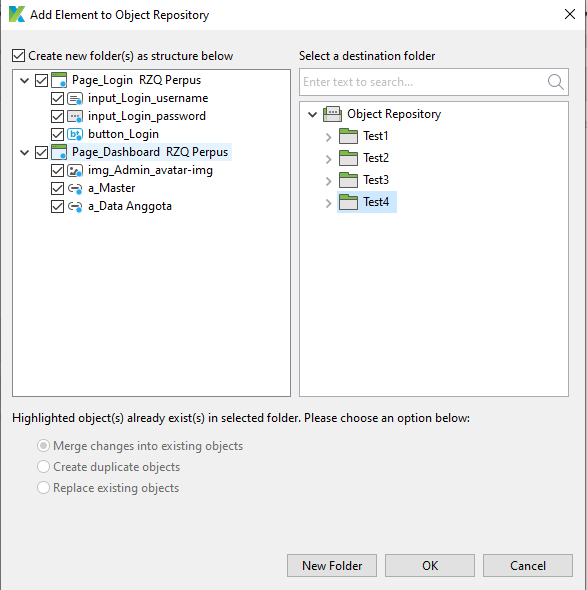 Add Element to Object Repository
Create new folder(s) as structure below
Page_Login RZQ Perpus
input_Login_username
input_Login_password
button_Login
Page_Dashboard RZQ Perpus
img_Admin_avatar-img
a_Master
a_Data Anggota
Select a destination folder
Enter text to search...
Object Repository
Test1
Test2
Test3
Test4
Highlighted object(s) already exist(s) in selected folder. Please choose an option below:
Merge changes into existing objects
Create duplicate objects
Replace existing objects
New Folder OK Cancel